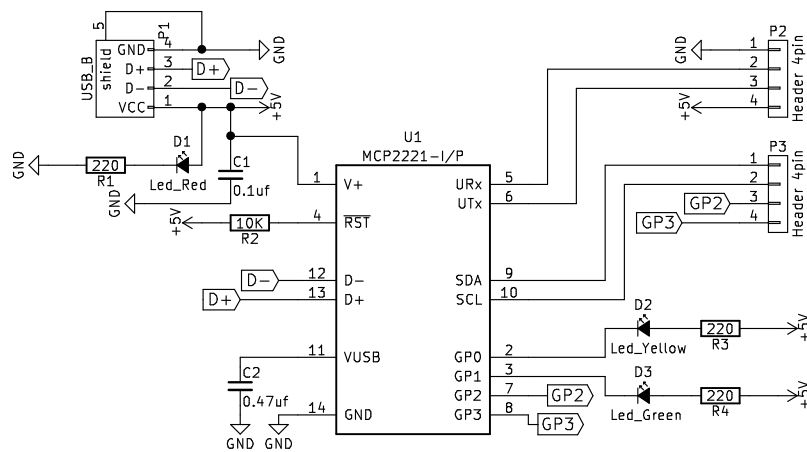 5
P1
USB_B
shield
GND 4
D+ 3
D- 2
VCC 1
GND
D+
D-
+5V
GND
220
R1
D1
Led_Red
C1
0.1uf
GND
+5V
10K
R2
U1
MCP2221-I/P
1 V+
4 RST
D- 12 D-
D+ 13 D+
11 VUSB
14 GND
C2
0.47uf
GND
GND
URx 5
UTx 6
SDA 9
SCL 10
GP0 2
GP1 3
GP2 7 GP2
GP3 8 GP3
P2
GND 1
2
3
+5V 4
Header 4pin
P3
1
2
GP2 3
GP3 4
Header 4pin
D2
Led_Yellow
220
R3
+5V
D3
Led_Green
220
R4
+5V